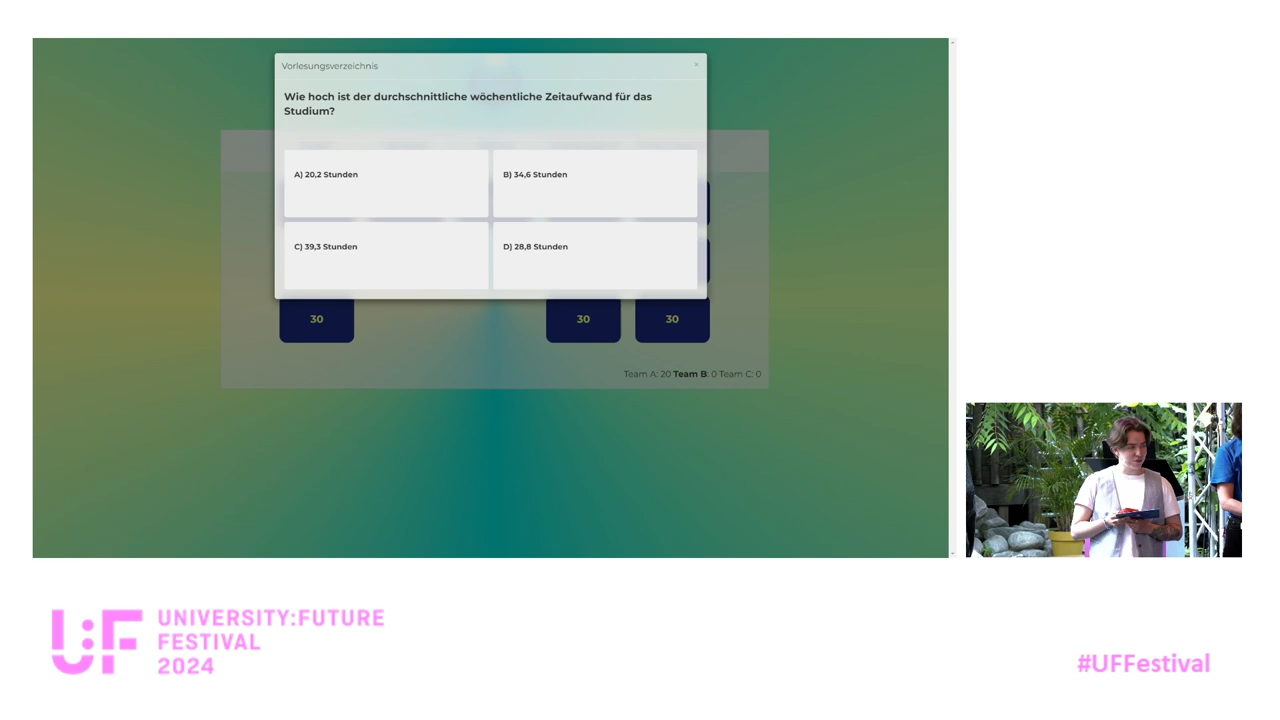 Vorlesungsverzeichnis
×
Wie hoch ist der durchschnittliche wöchentliche Zeitaufwand für das
Studium?
A) 20,2 Stunden
B) 34,6 Stunden
C) 39,3 Stunden
D) 28,8 Stunden
30
30
30
Team A: 20 Team B: 0 Team C: 0
U:F
UNIVERSITY:FUTURE
FESTIVAL
2024
#UFFestival